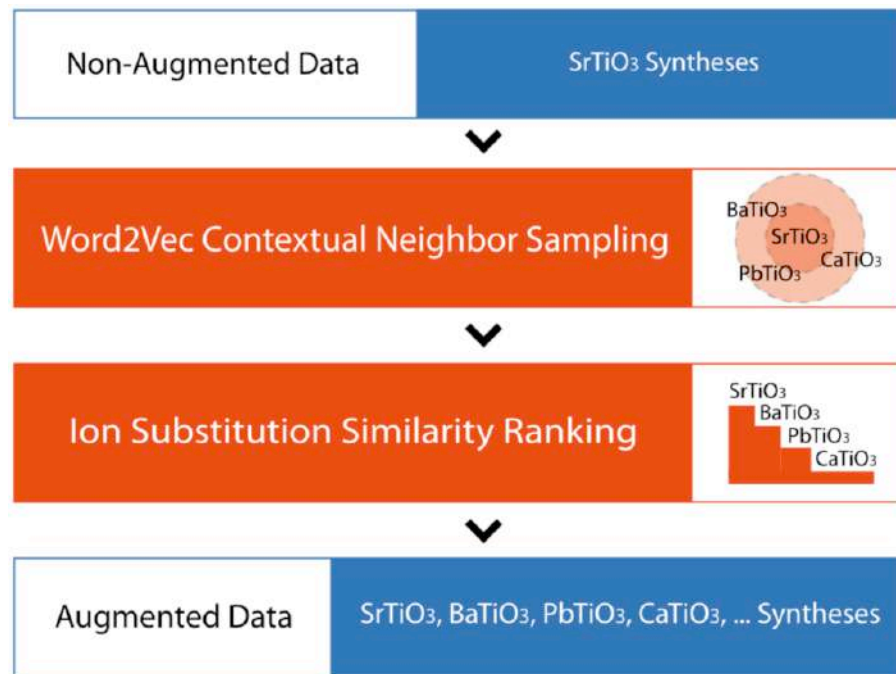 Non-Augmented Data
SrTiO₃ Syntheses
Word2Vec Contextual Neighbor Sampling
BaTiO₃
SrTiO₃
CaTiO₃
PbTiO₃
Ion Substitution Similarity Ranking
SrTiO₃
BaTiO₃
PbTiO₃
CaTiO₃
Augmented Data
SrTiO₃, BaTiO₃, PbTiO₃, CaTiO₃, ... Syntheses